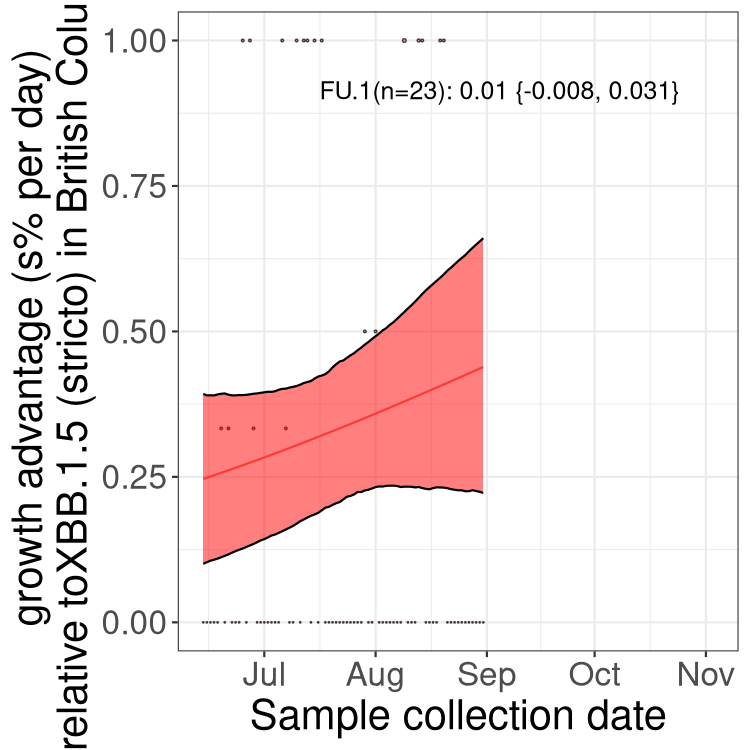 growth advantage (s% per day)
relative toXBB.1.5 (stricto) in British Colu
1.00
0.75
0.50
0.25
0.00
FU.1(n=23): 0.01 {-0.008, 0.031}
Jul Aug Sep Oct Nov
Sample collection date